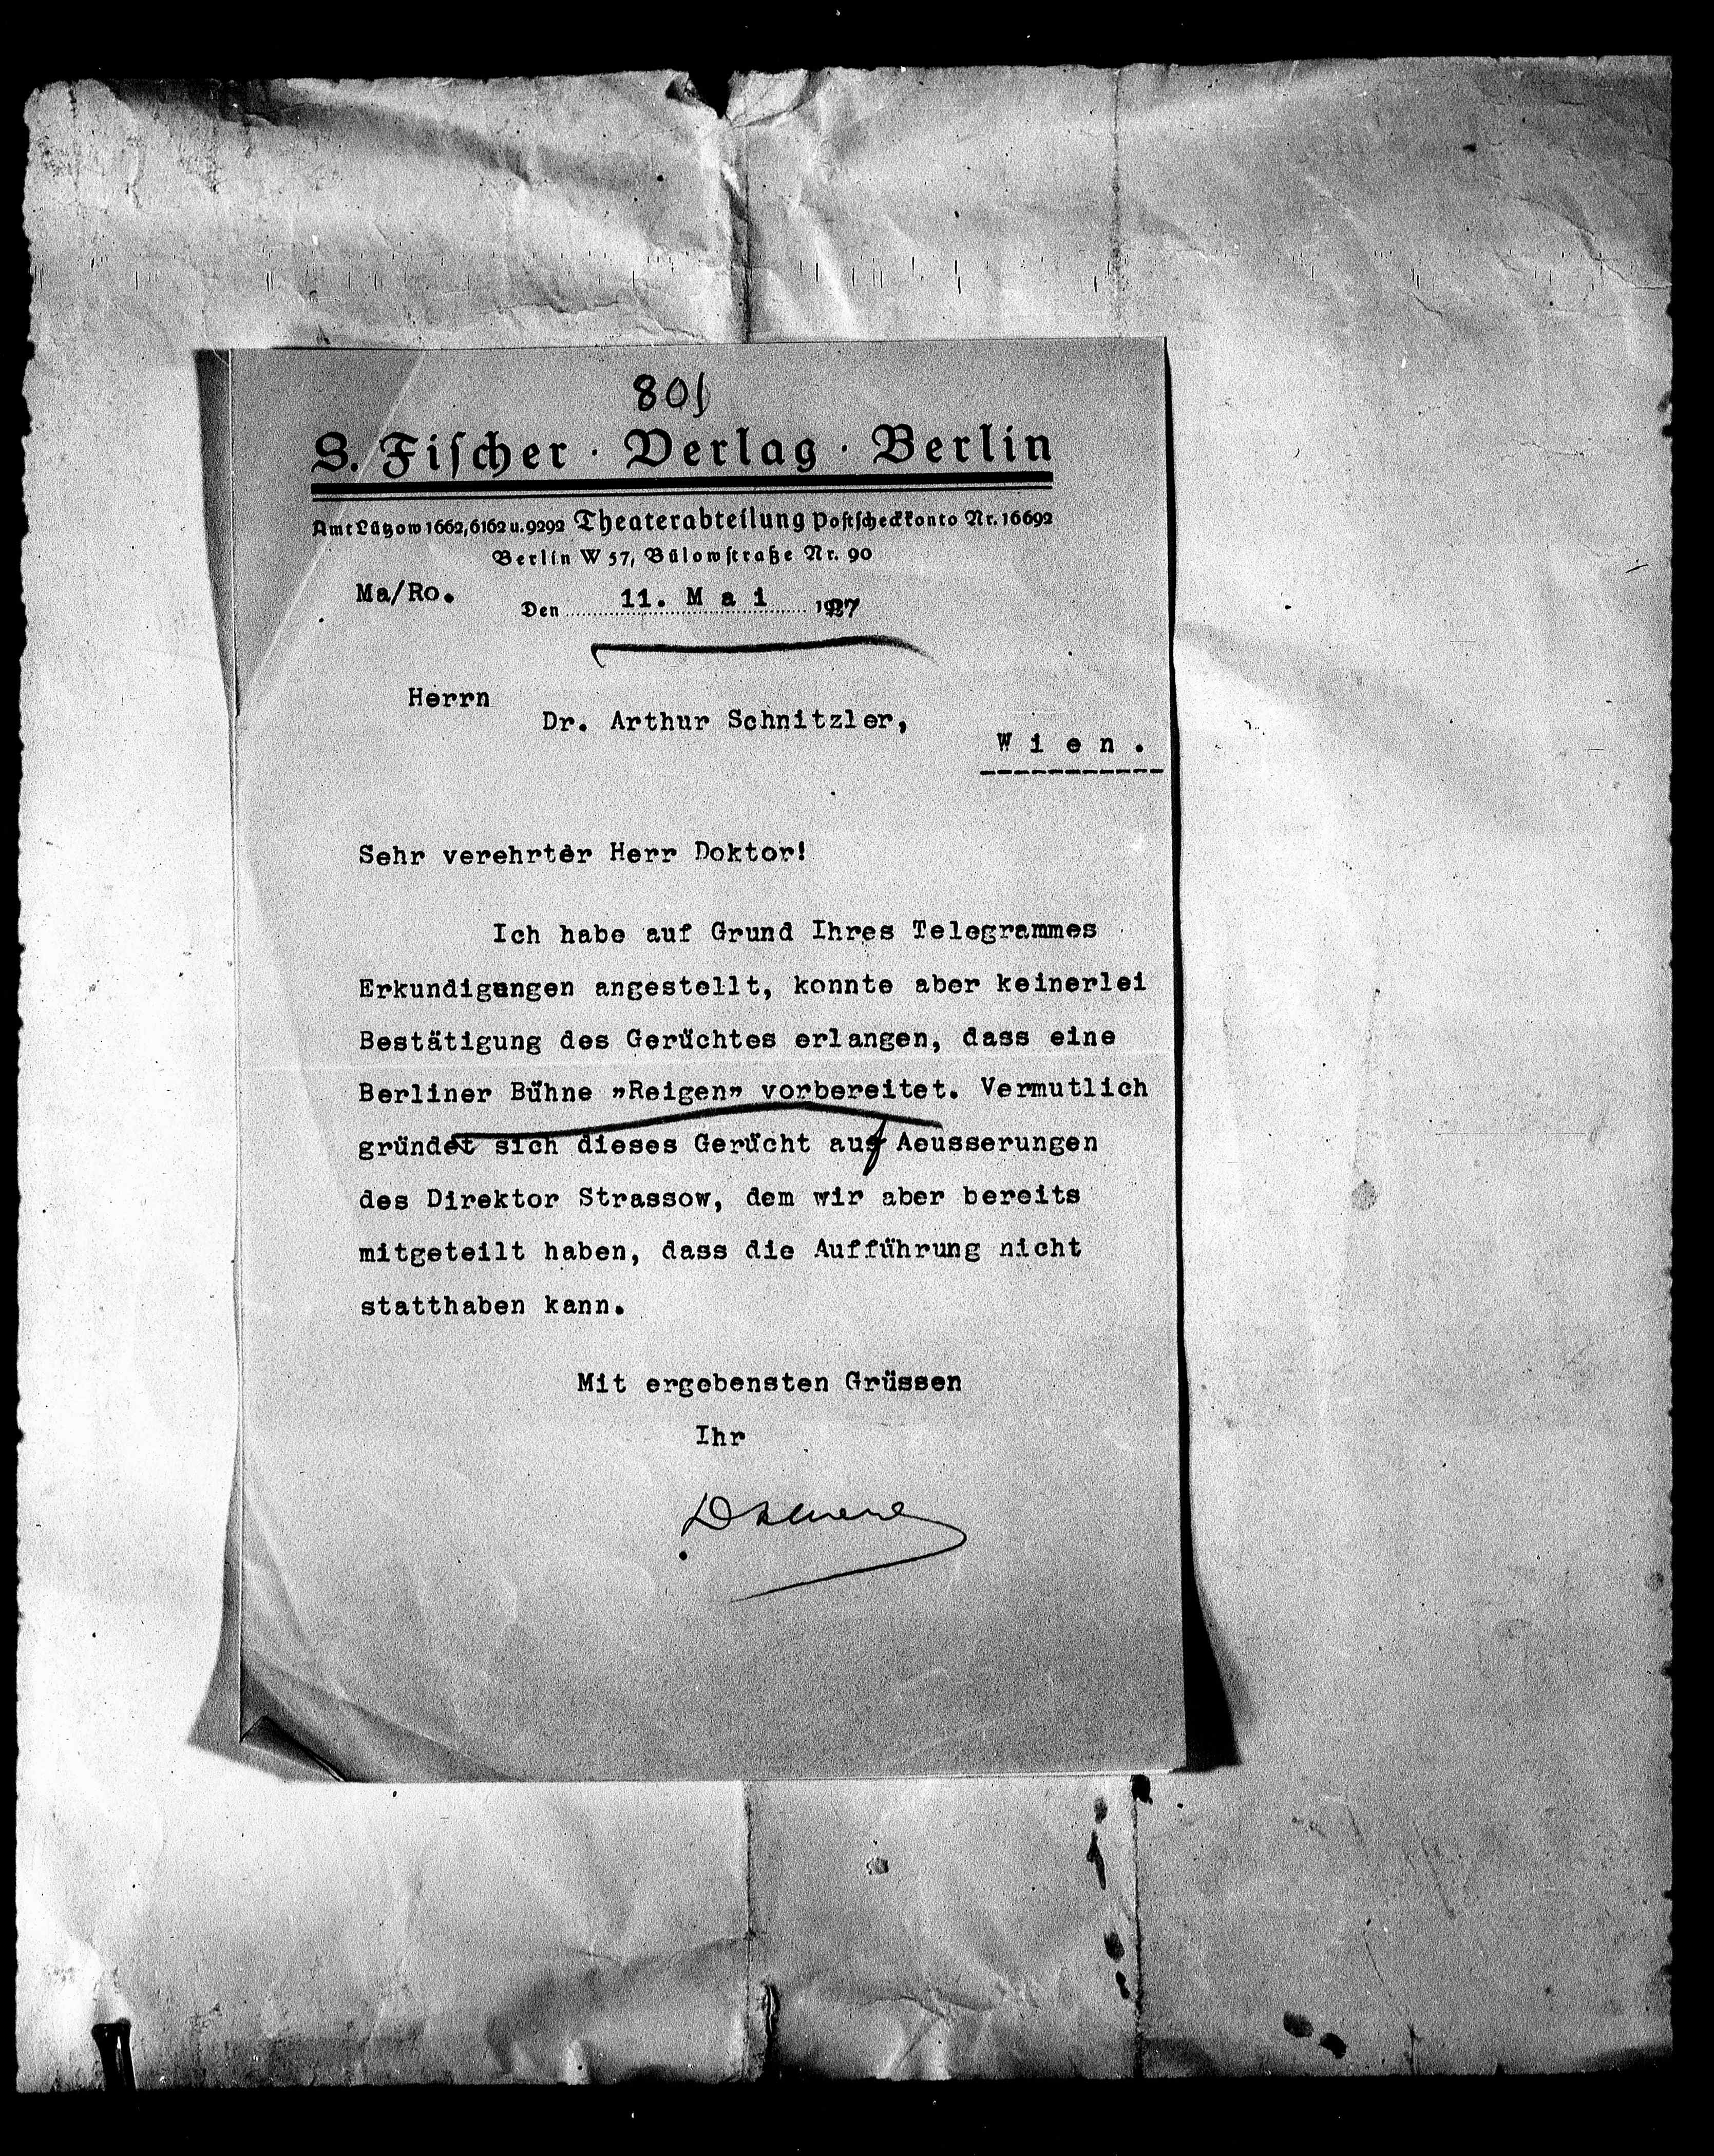 801
S. Fischer · Verlag · Berlin
Amt Lützow 1662, 6162 u. 9292 Theaterabteilung Postscheckkonto Nr. 16692
Berlin W 57, Bülowstraße Nr. 90
Ma/Ro.
Den 11. M a i 1927
Herrn
Dr. Arthur Schnitzler,
W i e n .
Sehr verehrter Herr Doktor!
Ich habe auf Grund Ihres Telegrammes
Erkundigungen angestellt, konnte aber keinerlei
Bestätigung des Gerüchtes erlangen, dass eine
Berliner Bühne „Reigen" vorbereitet. Vermutlich
gründet sich dieses Gerücht auf Aeusserungen
des Direktor Strassow, dem wir aber bereits
mitgeteilt haben, dass die Aufführung nicht
statthaben kann.
Mit ergebensten Grüssen
Ihr